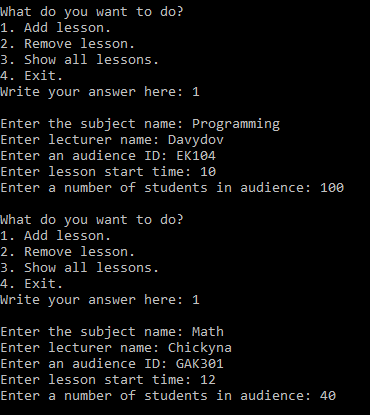 What do you want to do?
1. Add lesson.
2. Remove lesson.
3. Show all lessons.
4. Exit.
Write your answer here: 1
Enter the subject name: Programming
Enter lecturer name: Davydov
Enter an audience ID: EK104
Enter lesson start time: 10
Enter a number of students in audience: 100
What do you want to do?
1. Add lesson.
2. Remove lesson.
3. Show all lessons.
4. Exit.
Write your answer here: 1
Enter the subject name: Math
Enter lecturer name: Chickyna
Enter an audience ID: GAK301
Enter lesson start time: 12
Enter a number of students in audience: 40